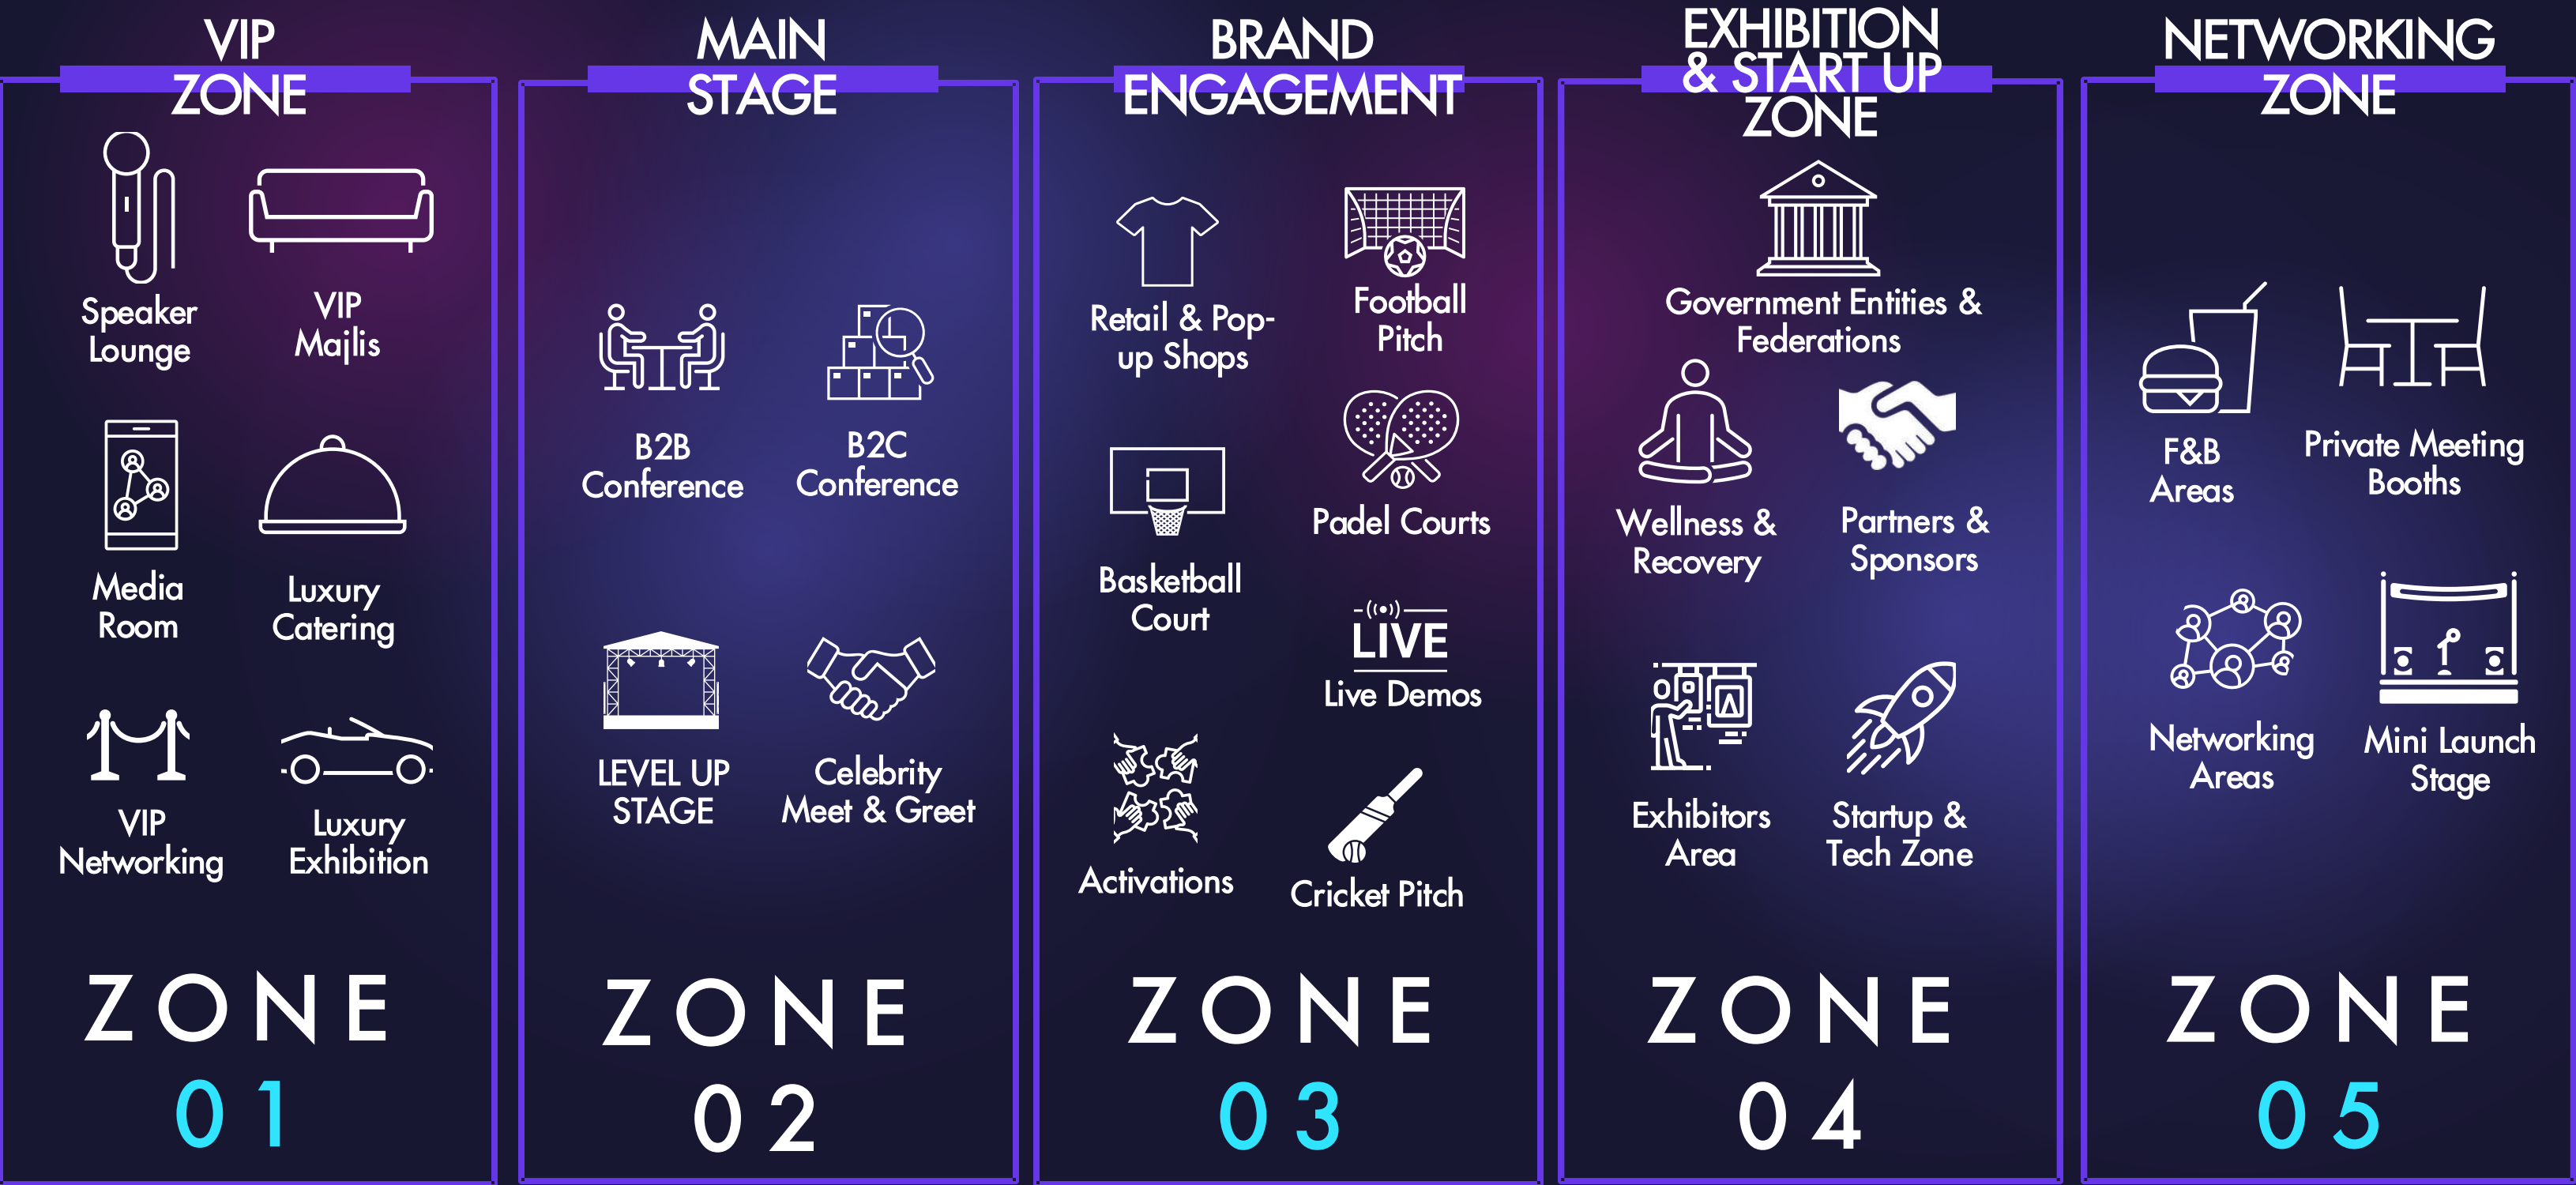 VIP
ZONE
Speaker
Lounge
VIP
Majlis
Media
Room
Luxury
Catering
VIP
Networking
Luxury
Exhibition
ZONE
01
MAIN
STAGE
B2B
Conference
B2C
Conference
LEVEL UP
STAGE
Celebrity
Meet & Greet
ZONE
02
BRAND
ENGAGEMENT
Retail & Pop-
up Shops
Football
Pitch
Basketball
Court
Padel Courts
LIVE
Live Demos
Activations
Cricket Pitch
ZONE
03
EXHIBITION
& START UP
ZONE
Government Entities &
Federations
Wellness &
Recovery
Partners &
Sponsors
A
Exhibitors
Area
Startup &
Tech Zone
ZONE
04
NETWORKING
ZONE
F&B
Areas
Private Meeting
Booths
Networking
Areas
Mini Launch
Stage
ZONE
05